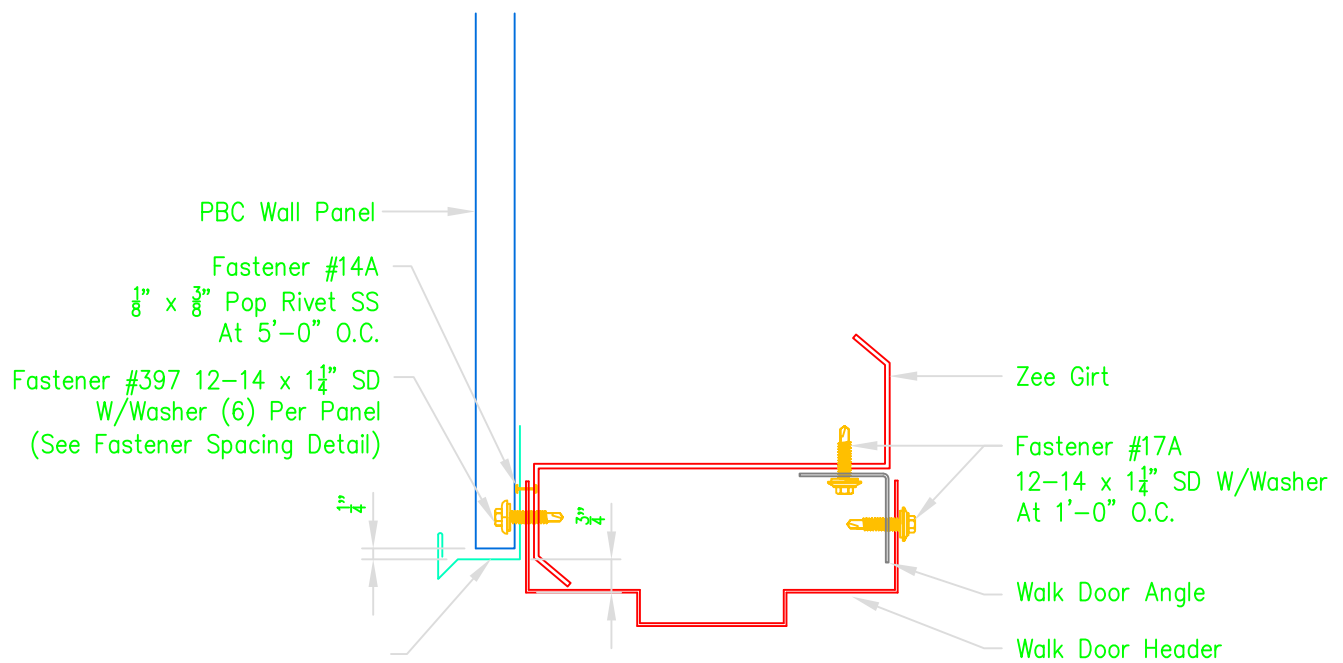 PBC Wall Panel
Fastener #14A
1/8" x 3/8" Pop Rivet SS
At 5'-0" O.C.
Fastener #397 12-14 x 1 1/4" SD
W/Washer (6) Per Panel
(See Fastener Spacing Detail)
1/4"
3/4"
Zee Girt
Fastener #17A
12-14 x 1 1/4" SD W/Washer
At 1'-0" O.C.
Walk Door Angle
Walk Door Header